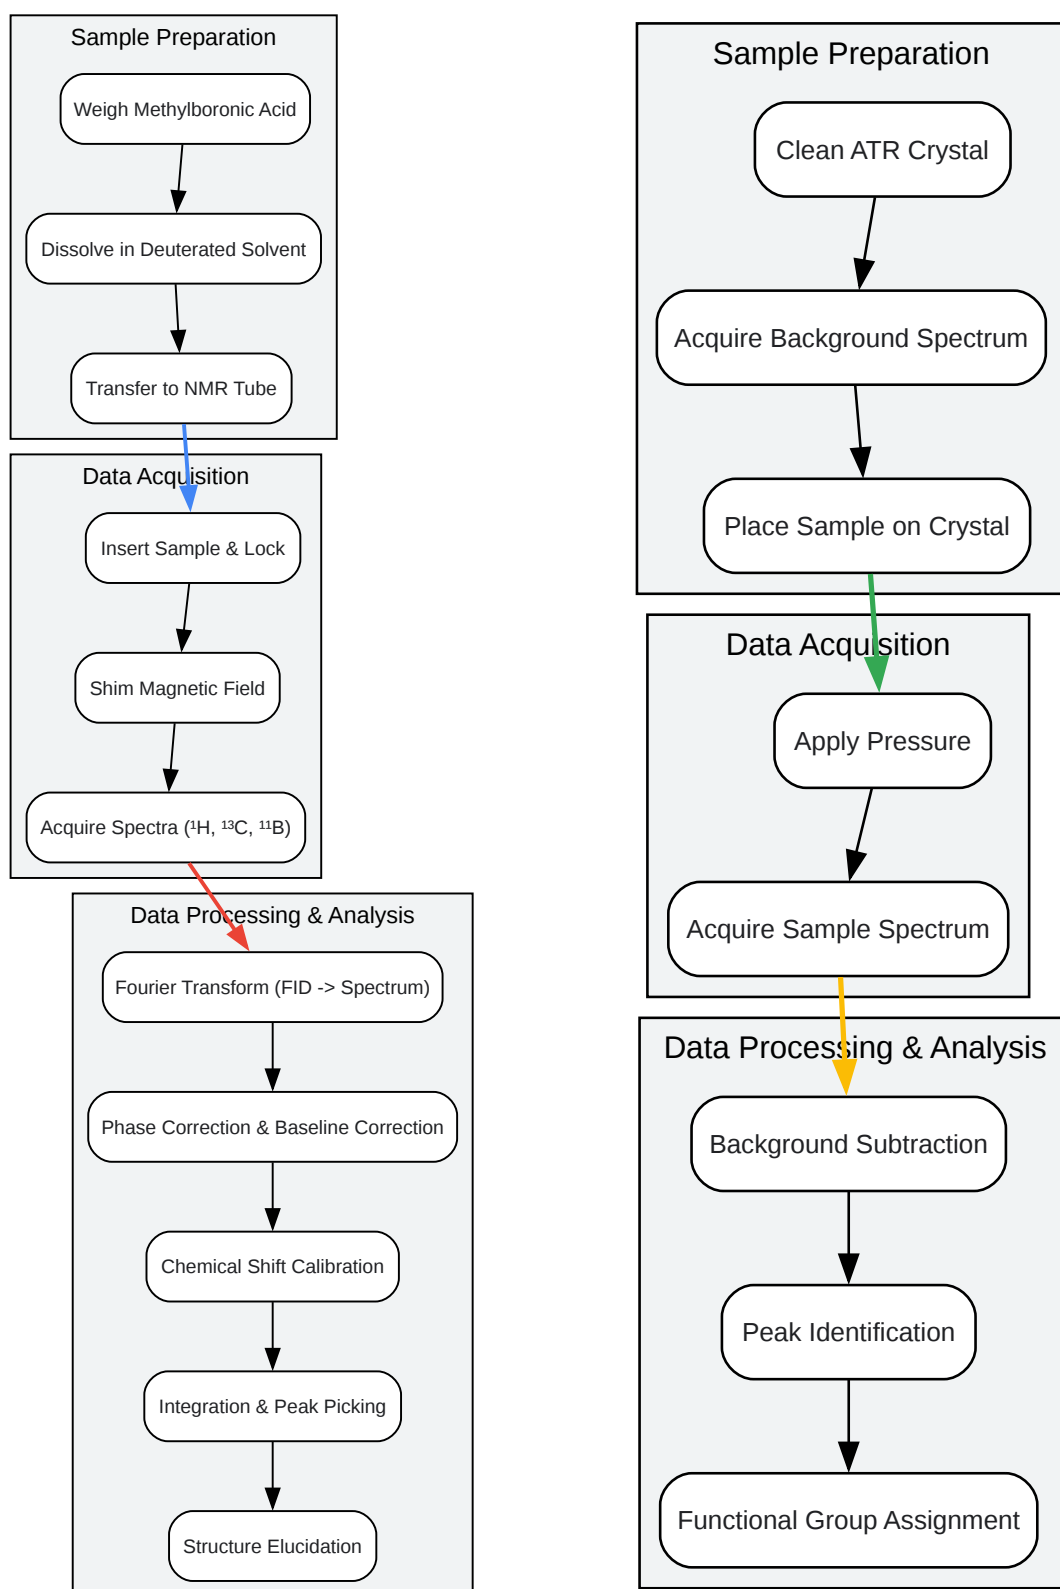 Sample Preparation
Weigh Methylboronic Acid
Dissolve in Deuterated Solvent
Transfer to NMR Tube
Data Acquisition
Insert Sample & Lock
Shim Magnetic Field
Acquire Spectra (¹H, ¹³C, ¹¹B)
Data Processing & Analysis
Fourier Transform (FID -> Spectrum)
Phase Correction & Baseline Correction
Chemical Shift Calibration
Integration & Peak Picking
Structure Elucidation
Sample Preparation
Clean ATR Crystal
Acquire Background Spectrum
Place Sample on Crystal
Data Acquisition
Apply Pressure
Acquire Sample Spectrum
Data Processing & Analysis
Background Subtraction
Peak Identification
Functional Group Assignment